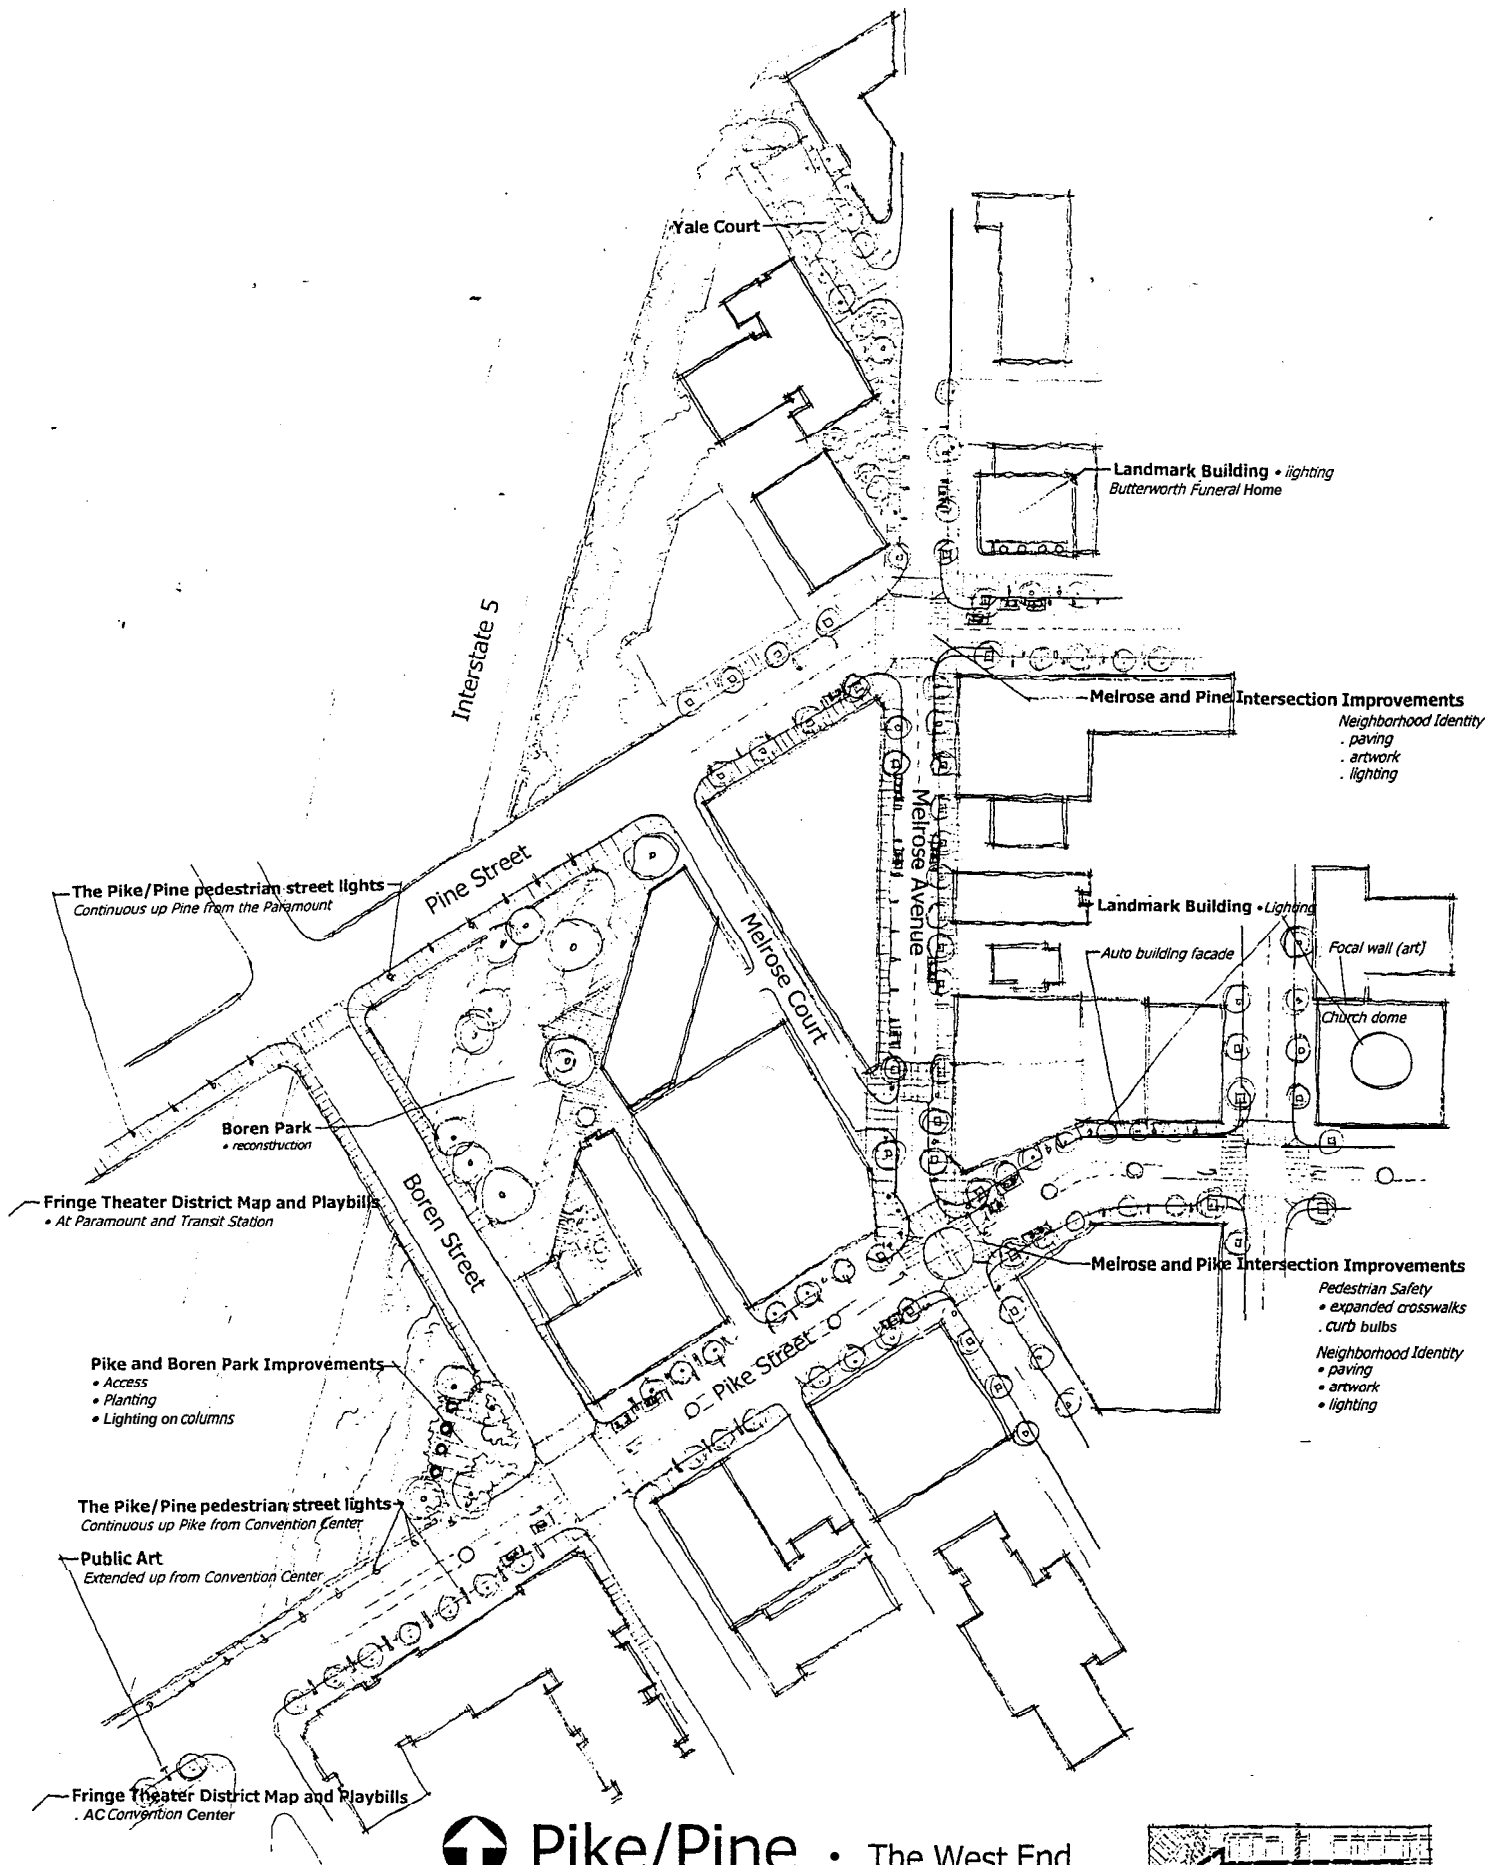 Yale Court
Landmark Building • lighting
Butterworth Funeral Home
Interstate 5
Melrose and Pine Intersection Improvements
Neighborhood Identity
. paving
. artwork
. lighting
Melrose Avenue
Pine Street
The Pike/Pine pedestrian street lights
Continuous up Pine from the Paramount
Melrose Court
Landmark Building • Lighting
Auto building facade
Focal wall (art)
Church dome
Boren Park
• reconstruction
Fringe Theater District Map and Playbills
• At Paramount and Transit Station
Boren Street
Melrose and Pike Intersection Improvements
Pedestrian Safety
• expanded crosswalks
. curb bulbs
Neighborhood Identity
• paving
• artwork
• lighting
Pike Street
Pike and Boren Park Improvements
• Access
• Planting
• Lighting on columns
The Pike/Pine pedestrian street lights
Continuous up Pike from Convention Center
Public Art
Extended up from Convention Center
Fringe Theater District Map and Playbills
. AC Convention Center
Pike/Pine • The West End